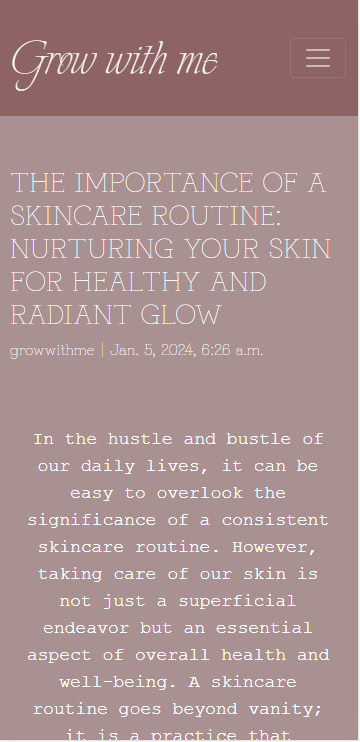 Grow with me
THE IMPORTANCE OF A
SKINCARE ROUTINE:
NURTURING YOUR SKIN
FOR HEALTHY AND
RADIANT GLOW
growwithme | Jan. 5, 2024, 6:26 a.m.
In the hustle and bustle of
our daily lives, it can be
easy to overlook the
significance of a consistent
skincare routine. However,
taking care of our skin is
not just a superficial
endeavor but an essential
aspect of overall health and
well-being. A skincare
routine goes beyond vanity;
it is a practice that